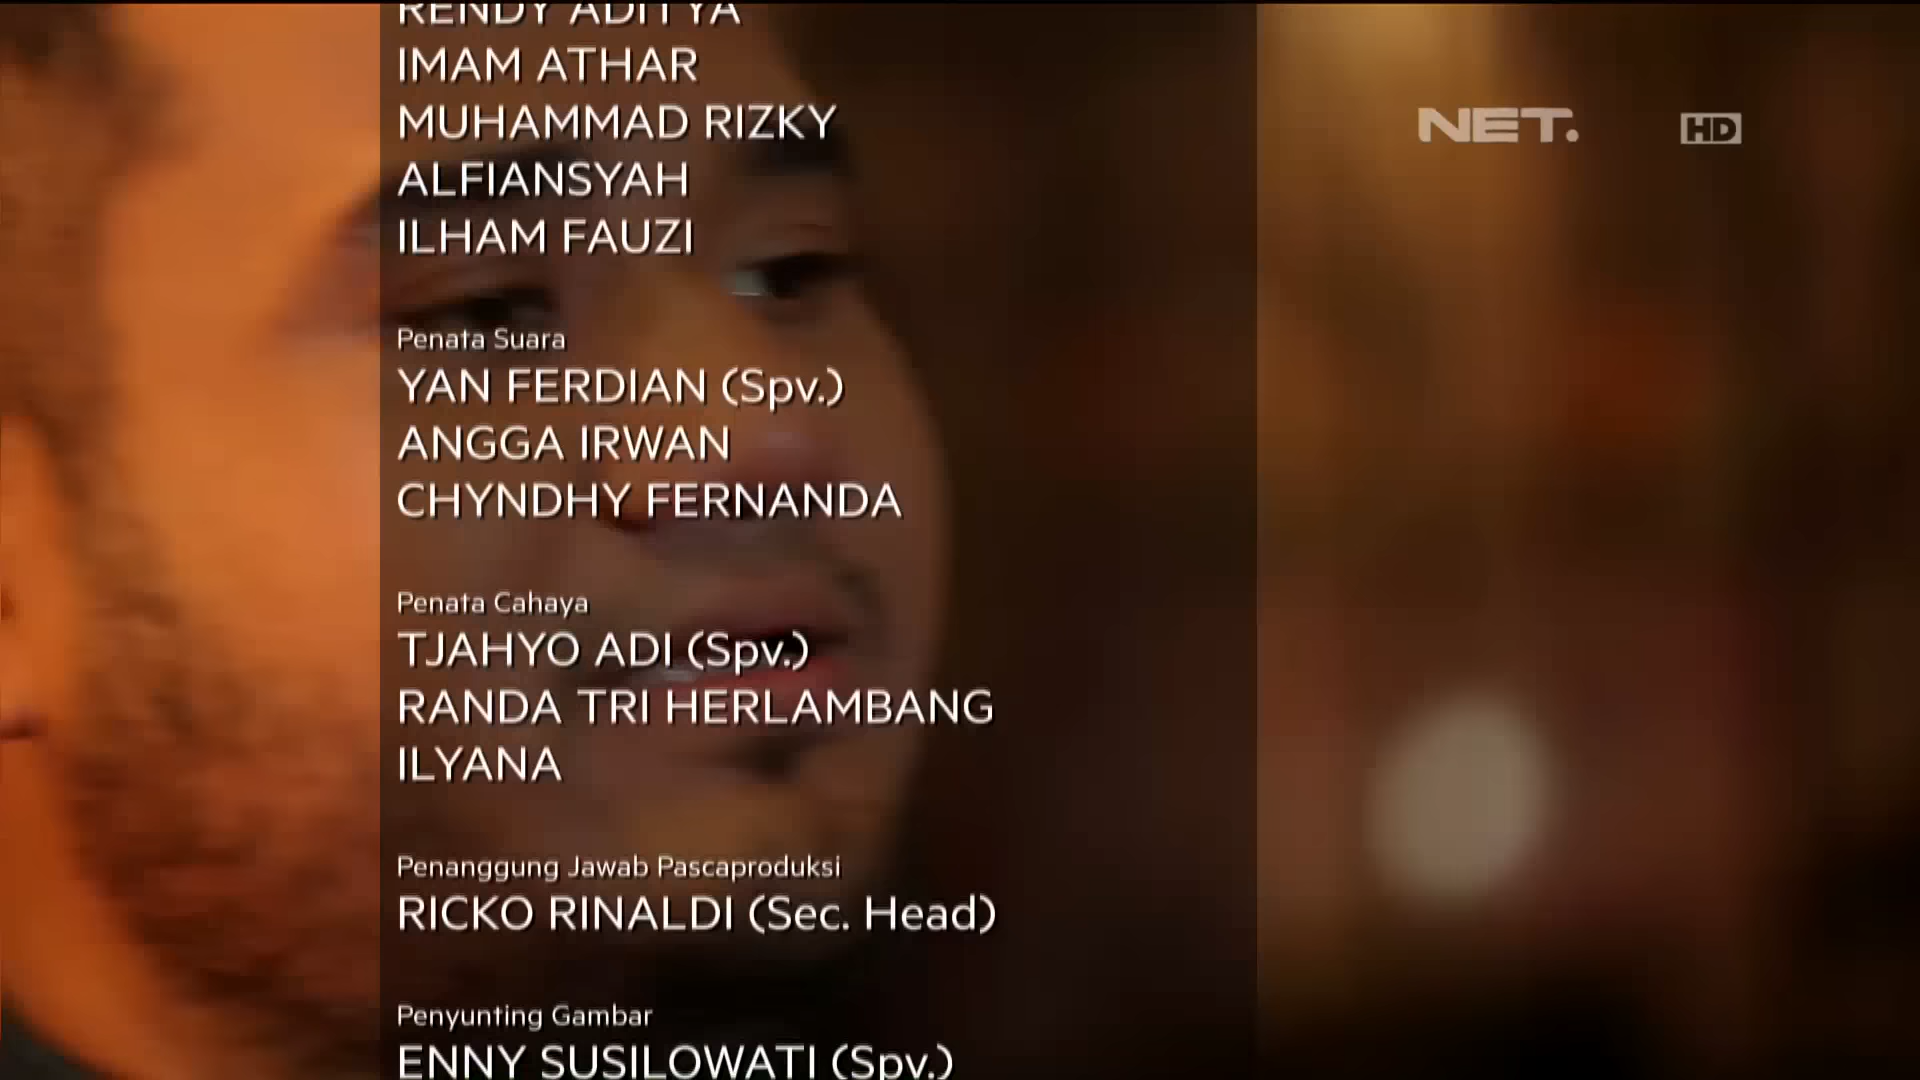 RENDY ADITYA
IMAM ATHAR
MUHAMMAD RIZKY
ALFIANSYAH
ILHAM FAUZI
Penata Suara
YAN FERDIAN (Spv.)
ANGGA IRWAN
CHYNDHY FERNANDA
Penata Cahaya
TJAHYO ADI (Spv.)
RANDA TRI HERLAMBANG
ILYANA
Penanggung Jawab Pascaproduksi
RICKO RINALDI (Sec. Head)
Penyunting Gambar
ENNY SUSILOWATI (Spv.)
NET.
HD